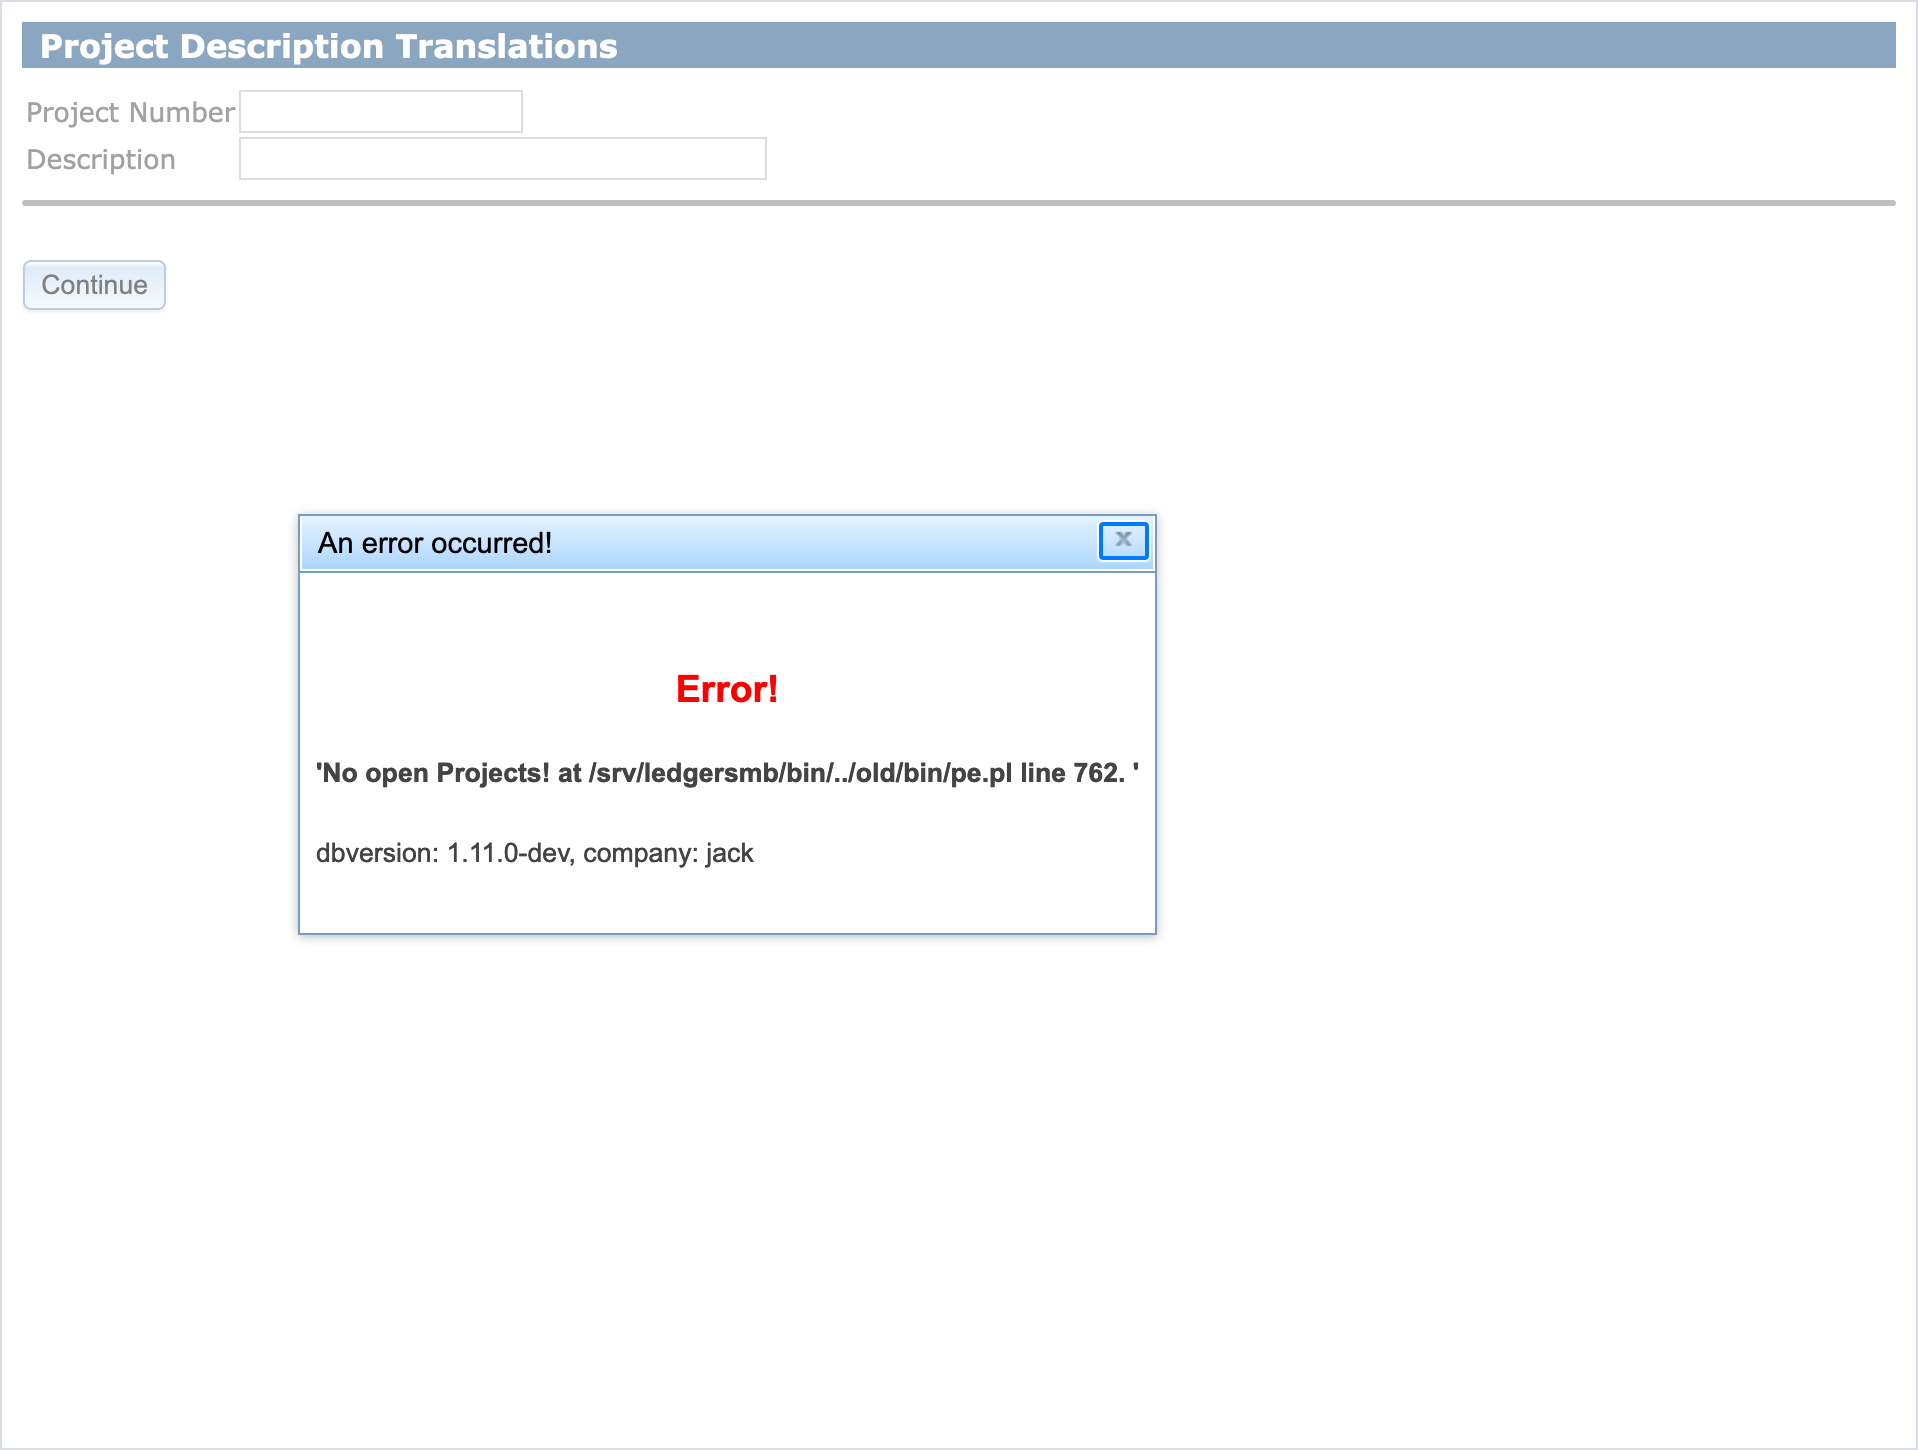 Project Description Translations
Project Number
Description
Continue
An error occurred!
x
Error!
'No open Projects! at /srv/ledgersmb/bin/../old/bin/pe.pl line 762. '
dbversion: 1.11.0-dev, company: jack